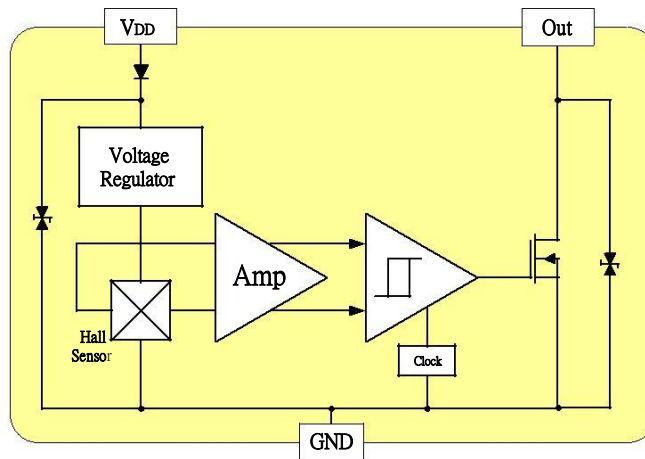 VDD
Out
Voltage
Regulator
Amp
Hall
Sensor
Clock
GND